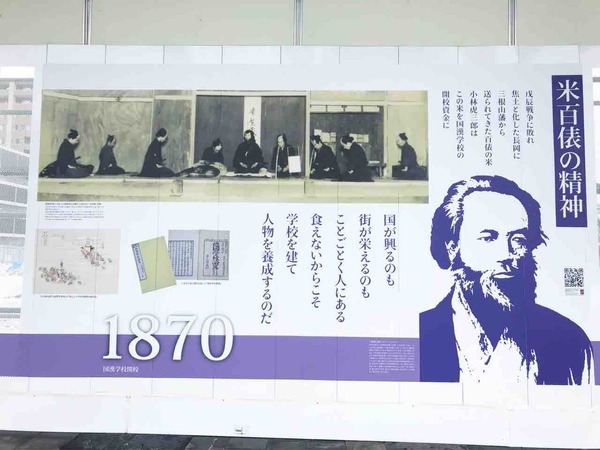 米百俵の精神
戊辰戦争に敗れ
焦土と化した長岡に
三根山藩から
送られてきた百俵の米
小林虎三郎は
この米を国漢学校の
開校資金に
国が興るのも
街が栄えるのも
ことごとく人にある
食えないからこそ
学校を建て
人物を養成するのだ
1870
国漢学校開校